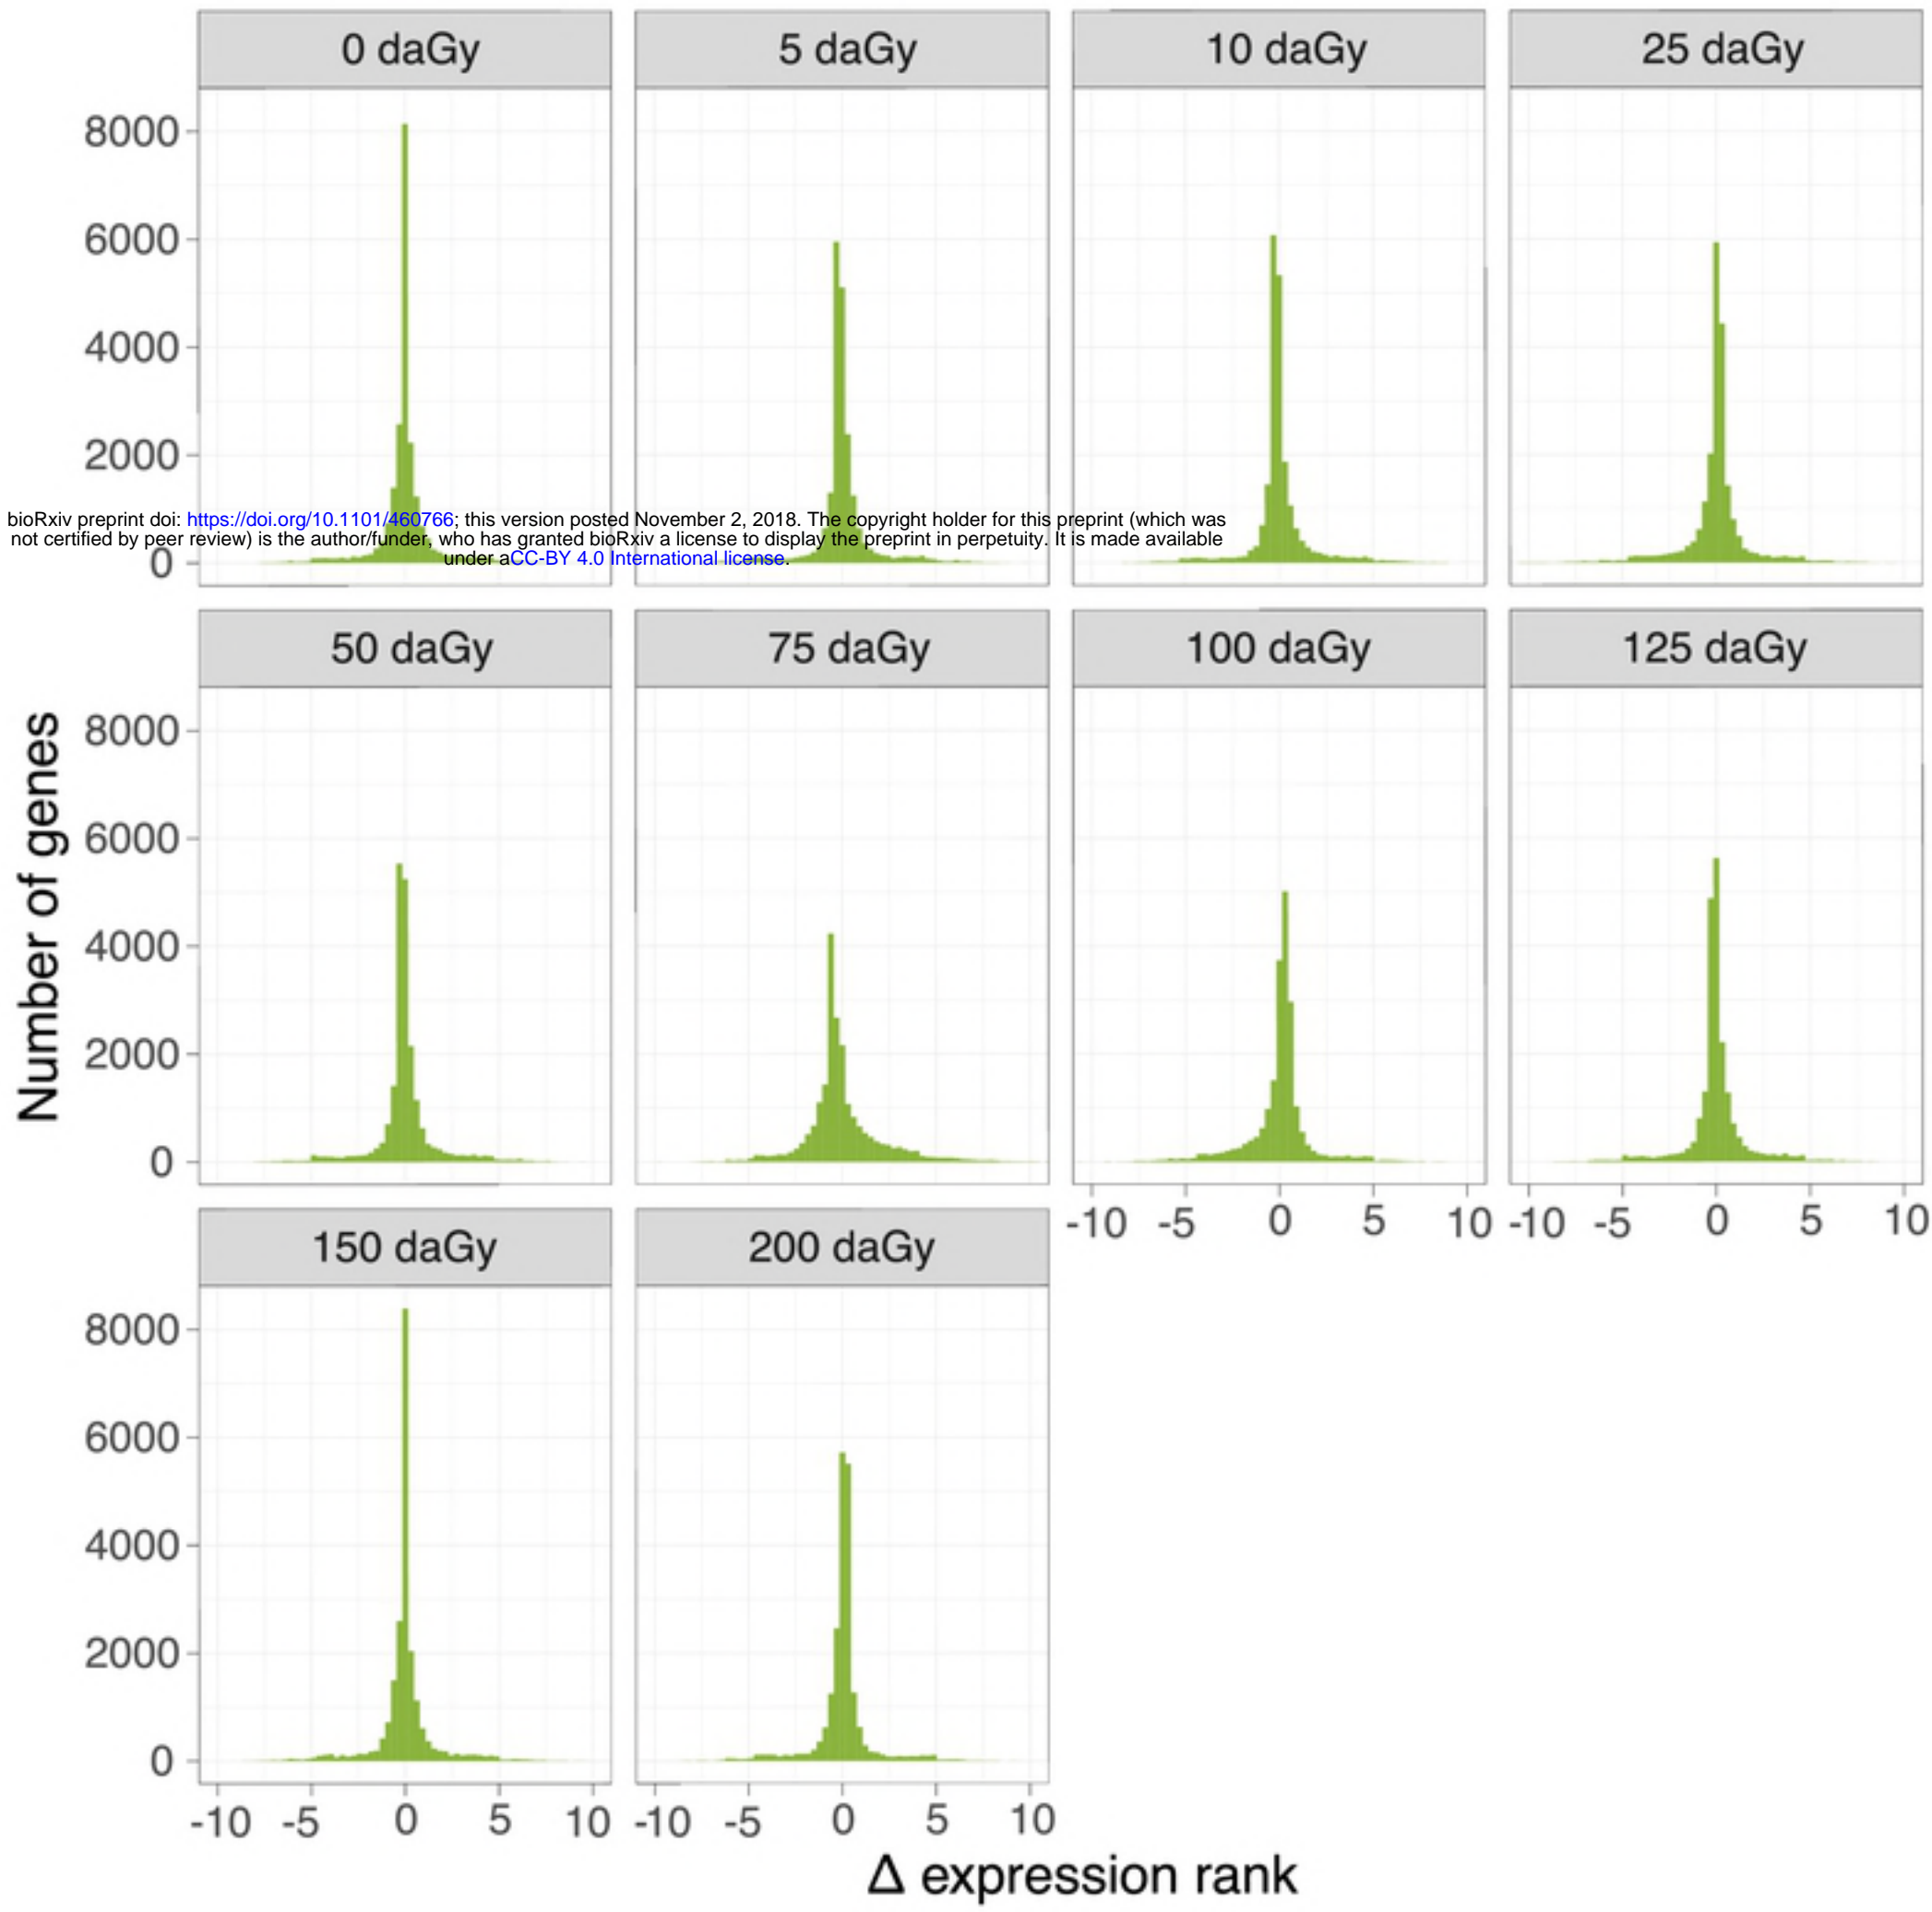 0 daGy 5 daGy 10 daGy 25 daGy
8000
6000
4000
2000
0
bioRxiv preprint doi: https://doi.org/10.1101/460766; this version posted November 2, 2018. The copyright holder for this preprint (which was
not certified by peer review) is the author/funder, who has granted bioRxiv a license to display the preprint in perpetuity. It is made available
under aCC-BY 4.0 International license.
50 daGy 75 daGy 100 daGy 125 daGy
Number of genes
8000
6000
4000
2000
0
-10 -5 0 5 10 -10 -5 0 5 10
150 daGy 200 daGy
8000
6000
4000
2000
0
-10 -5 0 5 10 -10 -5 0 5 10
Δ expression rank